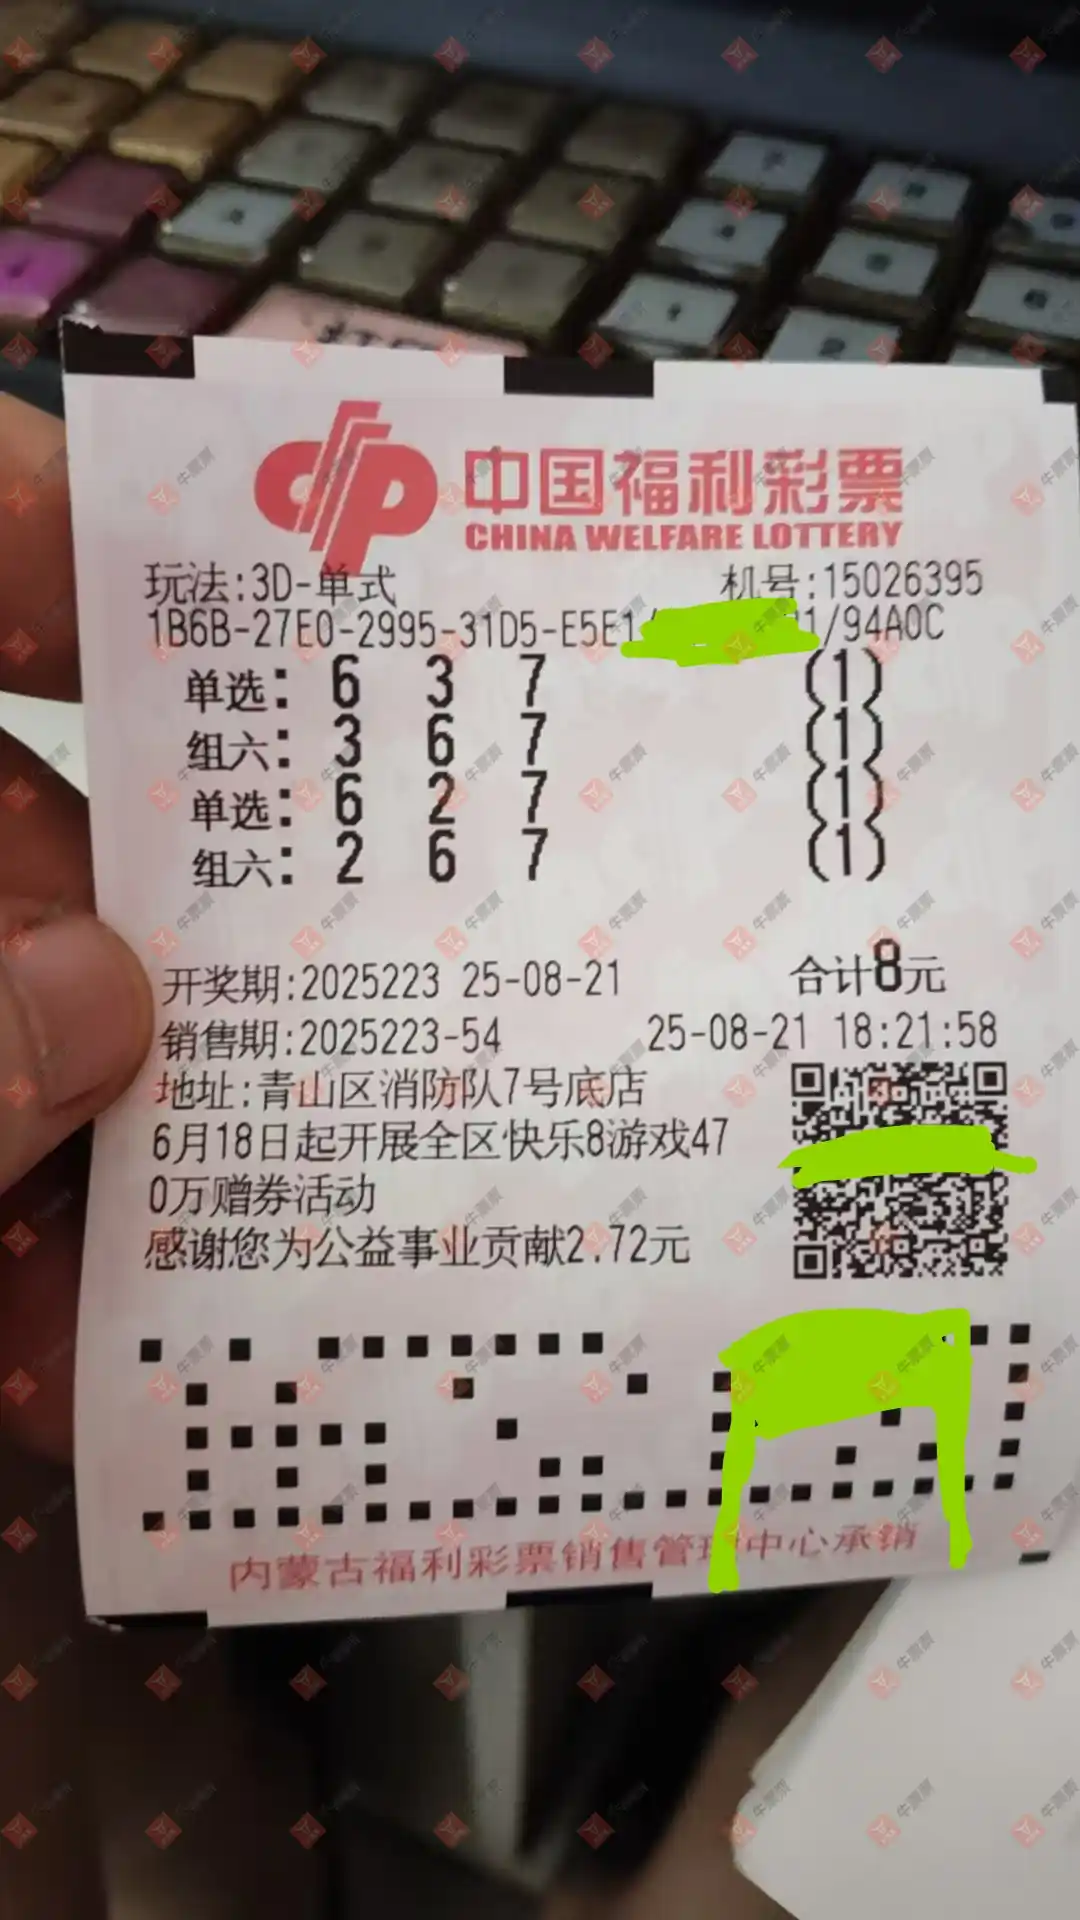 中国福利彩票
CHINA WELFARE LOTTERY
玩法:3D-单式 机号:15026395
1B6B-27E0-2995-31D5-E5E1/ 1/94A0C
单选: 6 3 7 (1)
组六: 3 6 7 (1)
单选: 6 2 7 (1)
组六: 2 6 7 (1)
开奖期:2025223 25-08-21 合计8元
销售期:2025223-54 25-08-21 18:21:58
地址:青山区消防队7号底店
6月18日起开展全区快乐8游戏47
0万赠券活动
感谢您为公益事业贡献2.72元
内蒙古福利彩票销售管理中心承销
牛票票